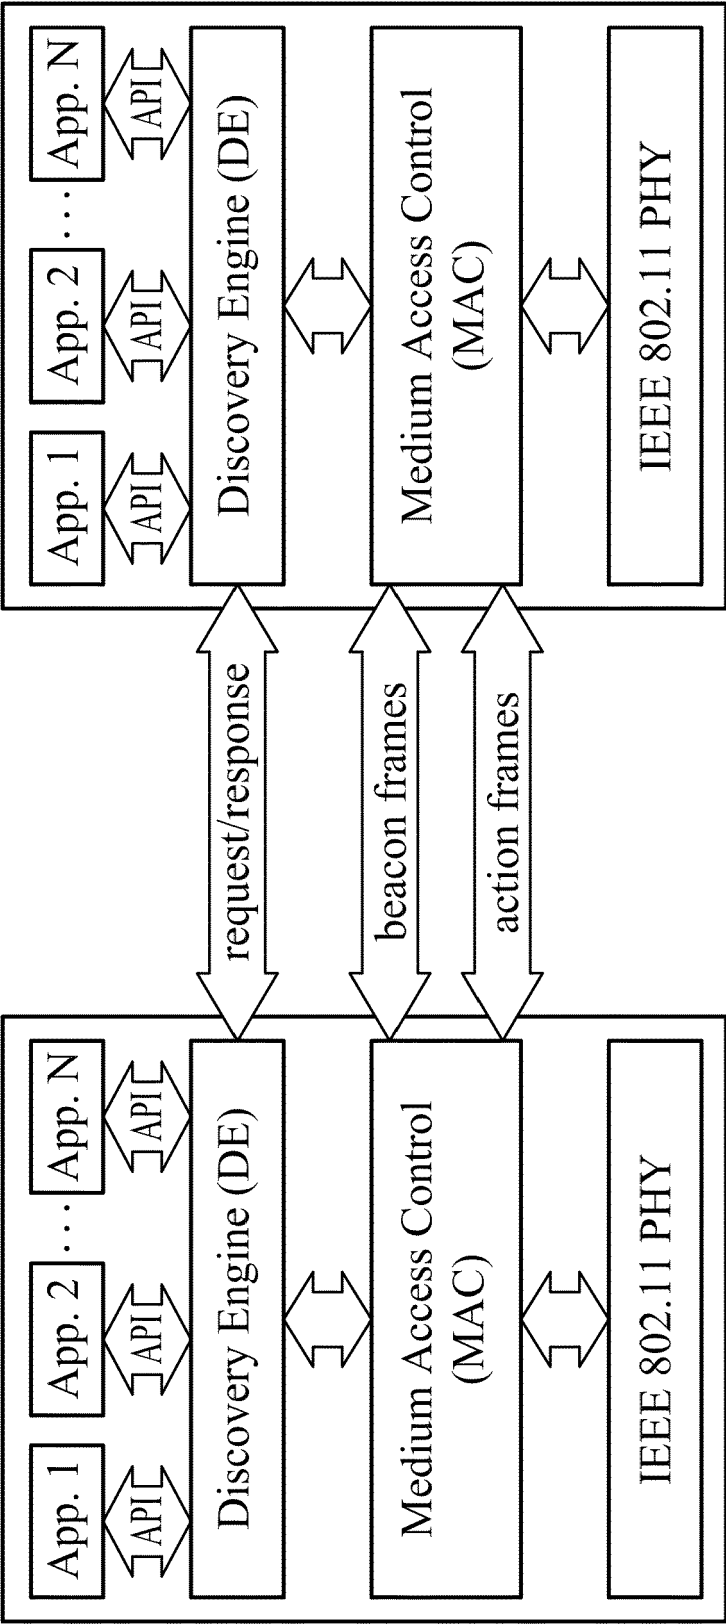 App. 1
App. 2
...
App. N
API
API
API
Discovery Engine (DE)
Medium Access Control
(MAC)
IEEE 802.11 PHY
request/response
beacon frames
action frames
App. 1
App. 2
...
App. N
API
API
API
Discovery Engine (DE)
Medium Access Control
(MAC)
IEEE 802.11 PHY